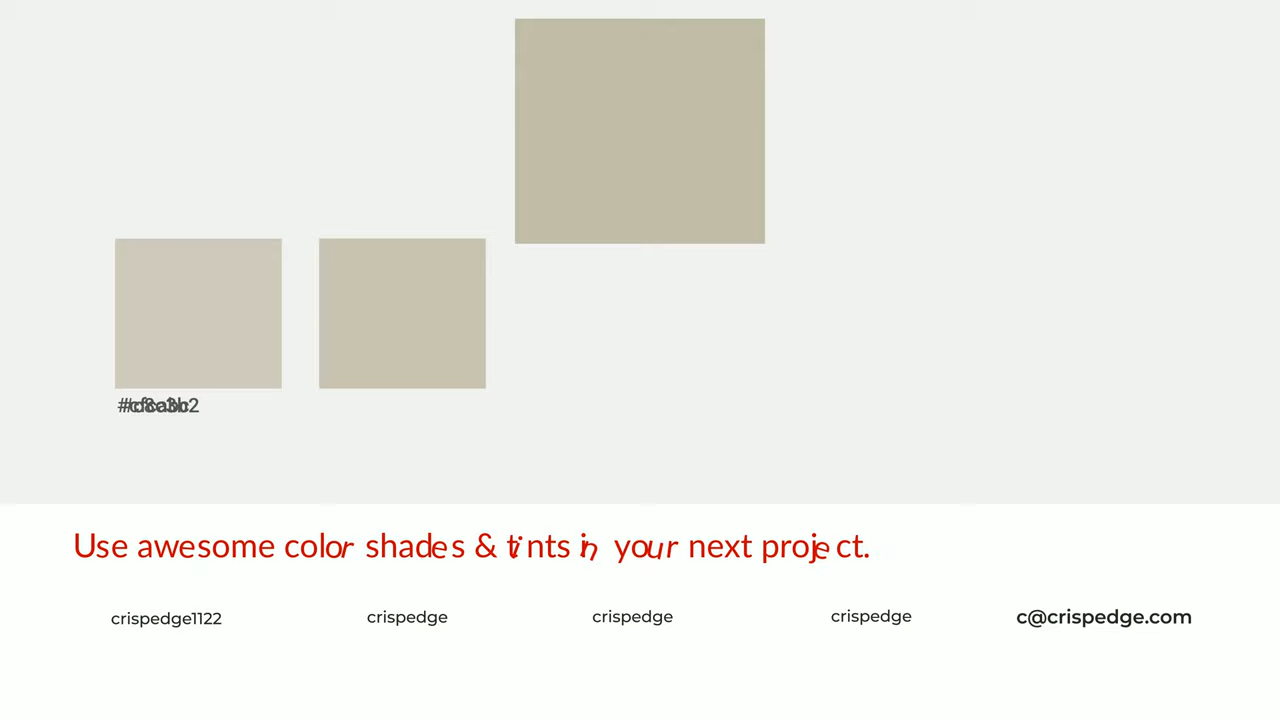 Use awesome color shades & tints in your next project.
crispedge1122 crispedge crispedge crispedge c@crispedge.com